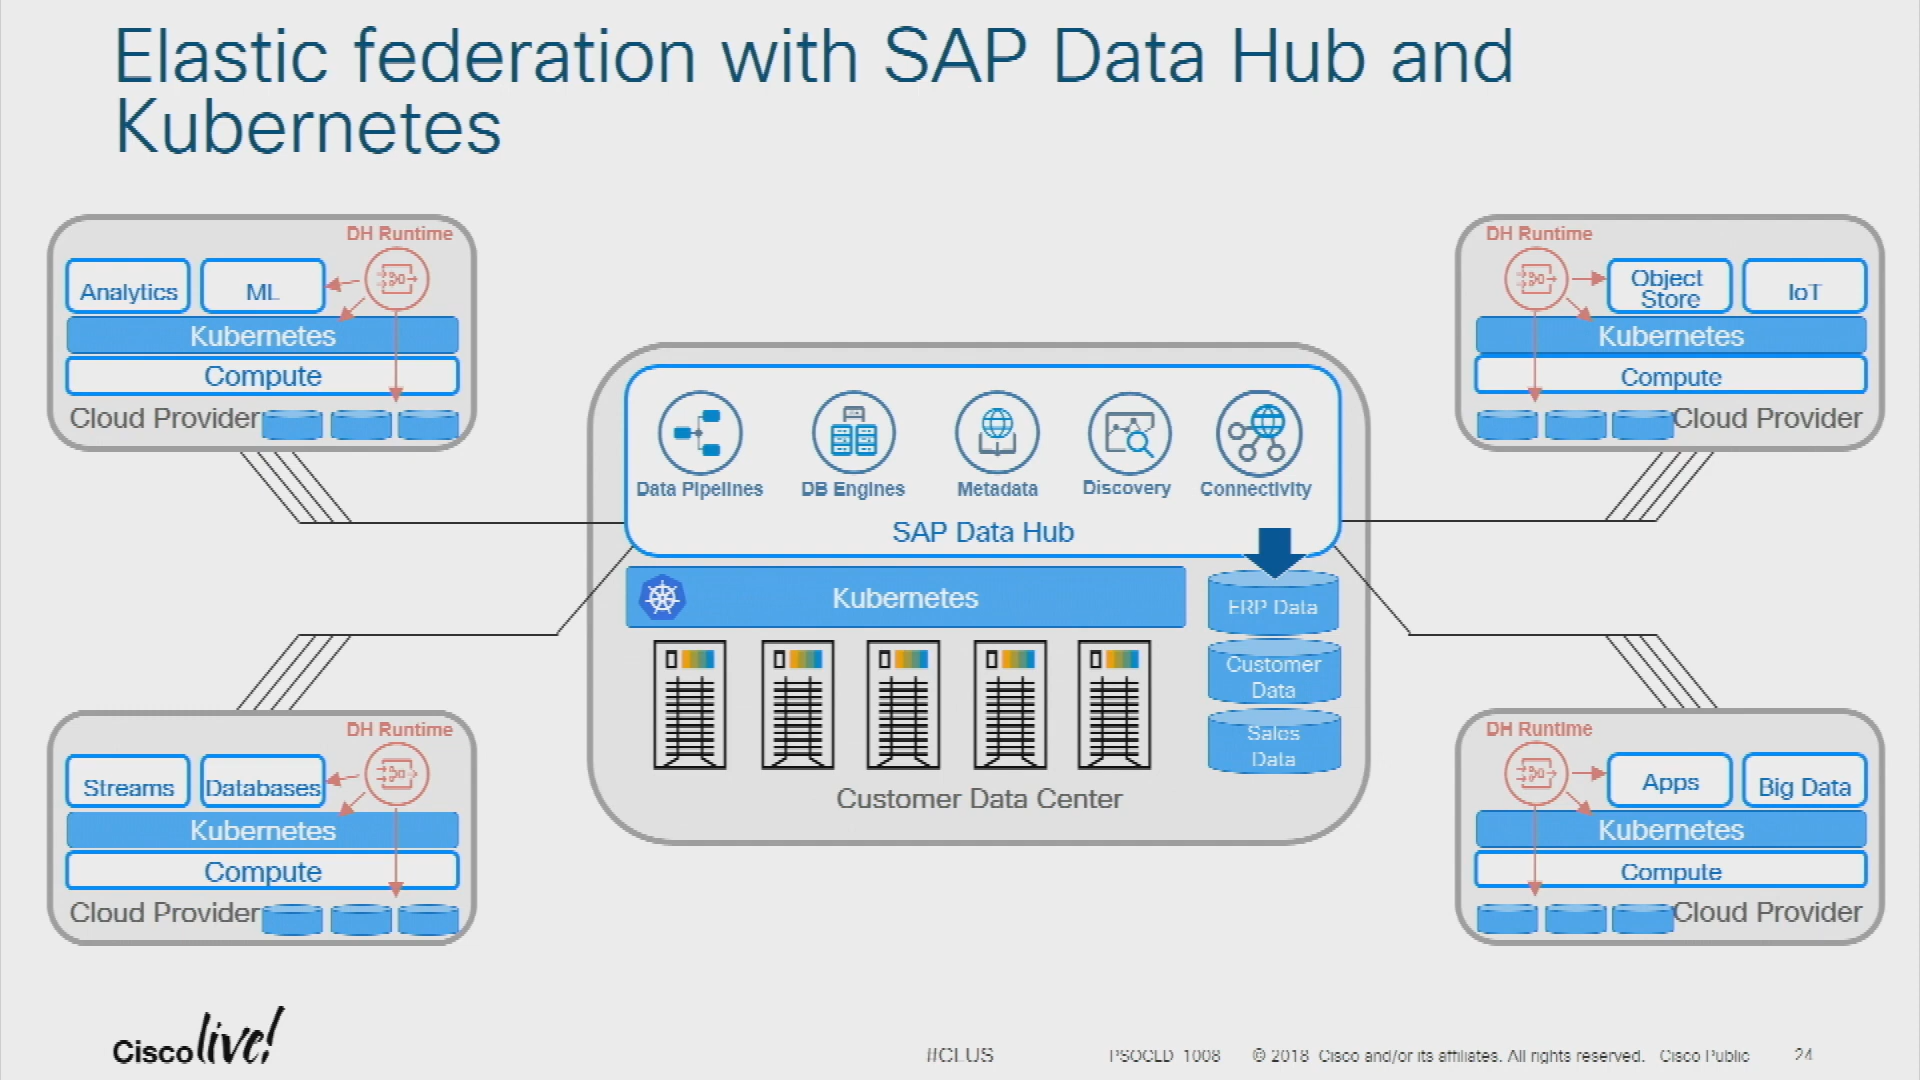 Elastic federation with SAP Data Hub and
Kubernetes
DH Runtime
Analytics
ML
Kubernetes
Compute
Cloud Provider
DH Runtime
Object
Store
IoT
Kubernetes
Compute
Cloud Provider
Data Pipelines
DB Engines
Metadata
Discovery
Connectivity
SAP Data Hub
Kubernetes
ERP Data
Customer
Data
Sales
Data
Customer Data Center
DH Runtime
Streams
Databases
Kubernetes
Compute
Cloud Provider
DH Runtime
Apps
Big Data
Kubernetes
Compute
Cloud Provider
Cisco live!
#CLUS
PSOCLD 1008
© 2018 Cisco and/or its affiliates. All rights reserved. Cisco Public
24